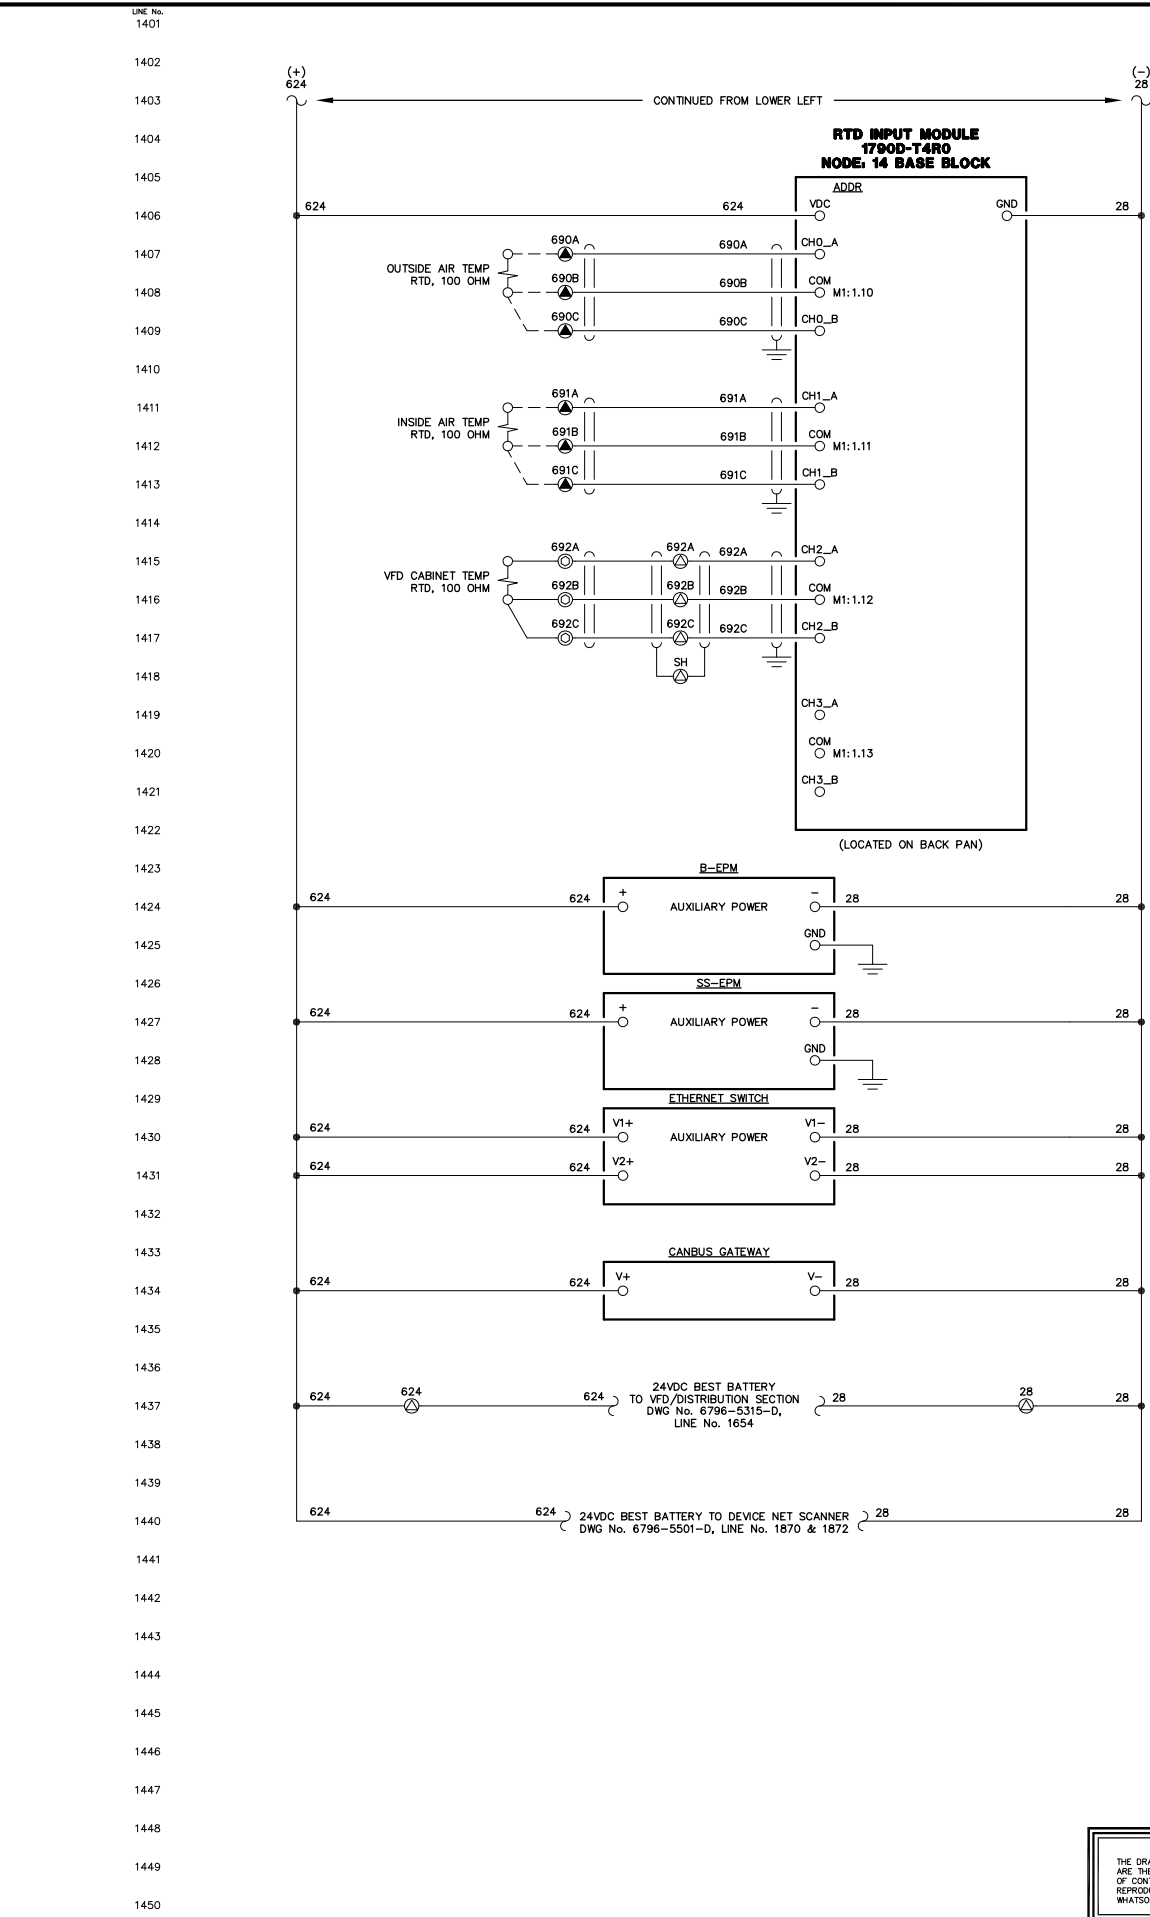 LINE No.
1401
1402
(+)
624
(-)
28
1403
CONTINUED FROM LOWER LEFT
1404
RTD INPUT MODULE
1790D-T4R0
NODE: 14 BASE BLOCK
1405
ADDR
1406
624
624
VDC
GND
28
1407
690A
690A
CH0_A
OUTSIDE AIR TEMP
RTD, 100 OHM
1408
690B
690B
COM
M1:1.10
1409
690C
690C
CH0_B
1410
1411
691A
691A
CH1_A
INSIDE AIR TEMP
RTD, 100 OHM
1412
691B
691B
COM
M1:1.11
1413
691C
691C
CH1_B
1414
1415
692A
692A
692A
CH2_A
VFD CABINET TEMP
RTD, 100 OHM
1416
692B
692B
692B
COM
M1:1.12
1417
692C
692C
692C
CH2_B
1418
SH
1419
CH3_A
1420
COM
M1:1.13
1421
CH3_B
1422
(LOCATED ON BACK PAN)
1423
B-EPM
1424
624
624
+
AUXILIARY POWER
-
28
28
1425
GND
1426
SS-EPM
1427
624
624
+
AUXILIARY POWER
-
28
28
1428
GND
1429
ETHERNET SWITCH
1430
624
624
V1+
AUXILIARY POWER
V1-
28
28
1431
624
624
V2+
V2-
28
28
1432
1433
CANBUS GATEWAY
1434
624
624
V+
V-
28
28
1435
1436
1437
624
624
624
24VDC BEST BATTERY
TO VFD/DISTRIBUTION SECTION
DWG No. 6796-5315-D,
LINE No. 1654
28
28
28
1438
1439
1440
624
624
24VDC BEST BATTERY TO DEVICE NET SCANNER
DWG No. 6796-5501-D, LINE No. 1870 & 1872
28
28
1441
1442
1443
1444
1445
1446
1447
1448
1449
1450
THE DRA
ARE THE
OF CON
REPROD
WHATSO